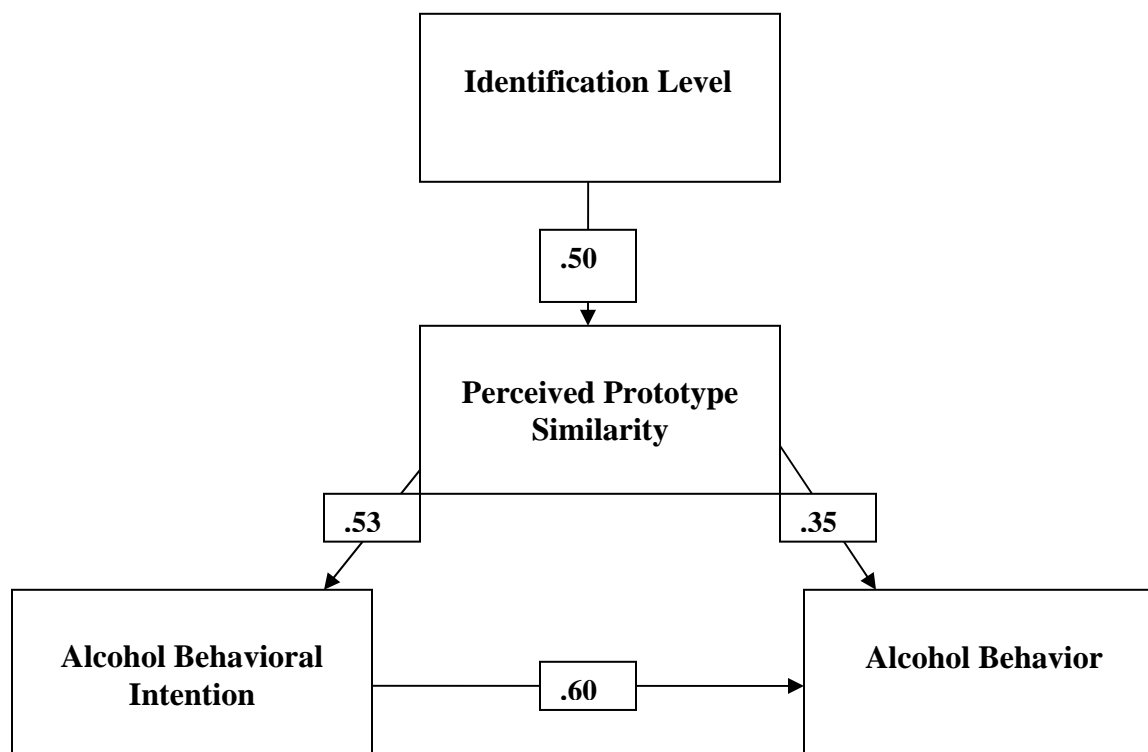 Identification Level
.50
Perceived Prototype
Similarity
.53
.35
Alcohol Behavioral
Intention
.60
Alcohol Behavior